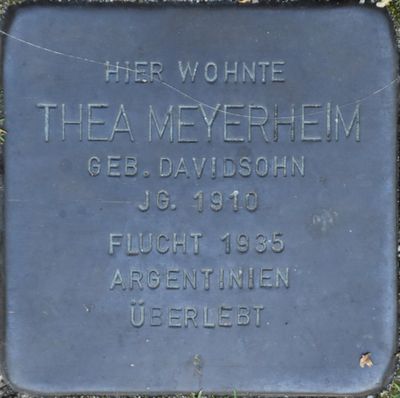 HIER WOHNTE
THEA MEYERHEIM
GEB. DAVIDSOHN
JG. 1910
FLUCHT 1935
ARGENTINIEN
ÜBERLEBT